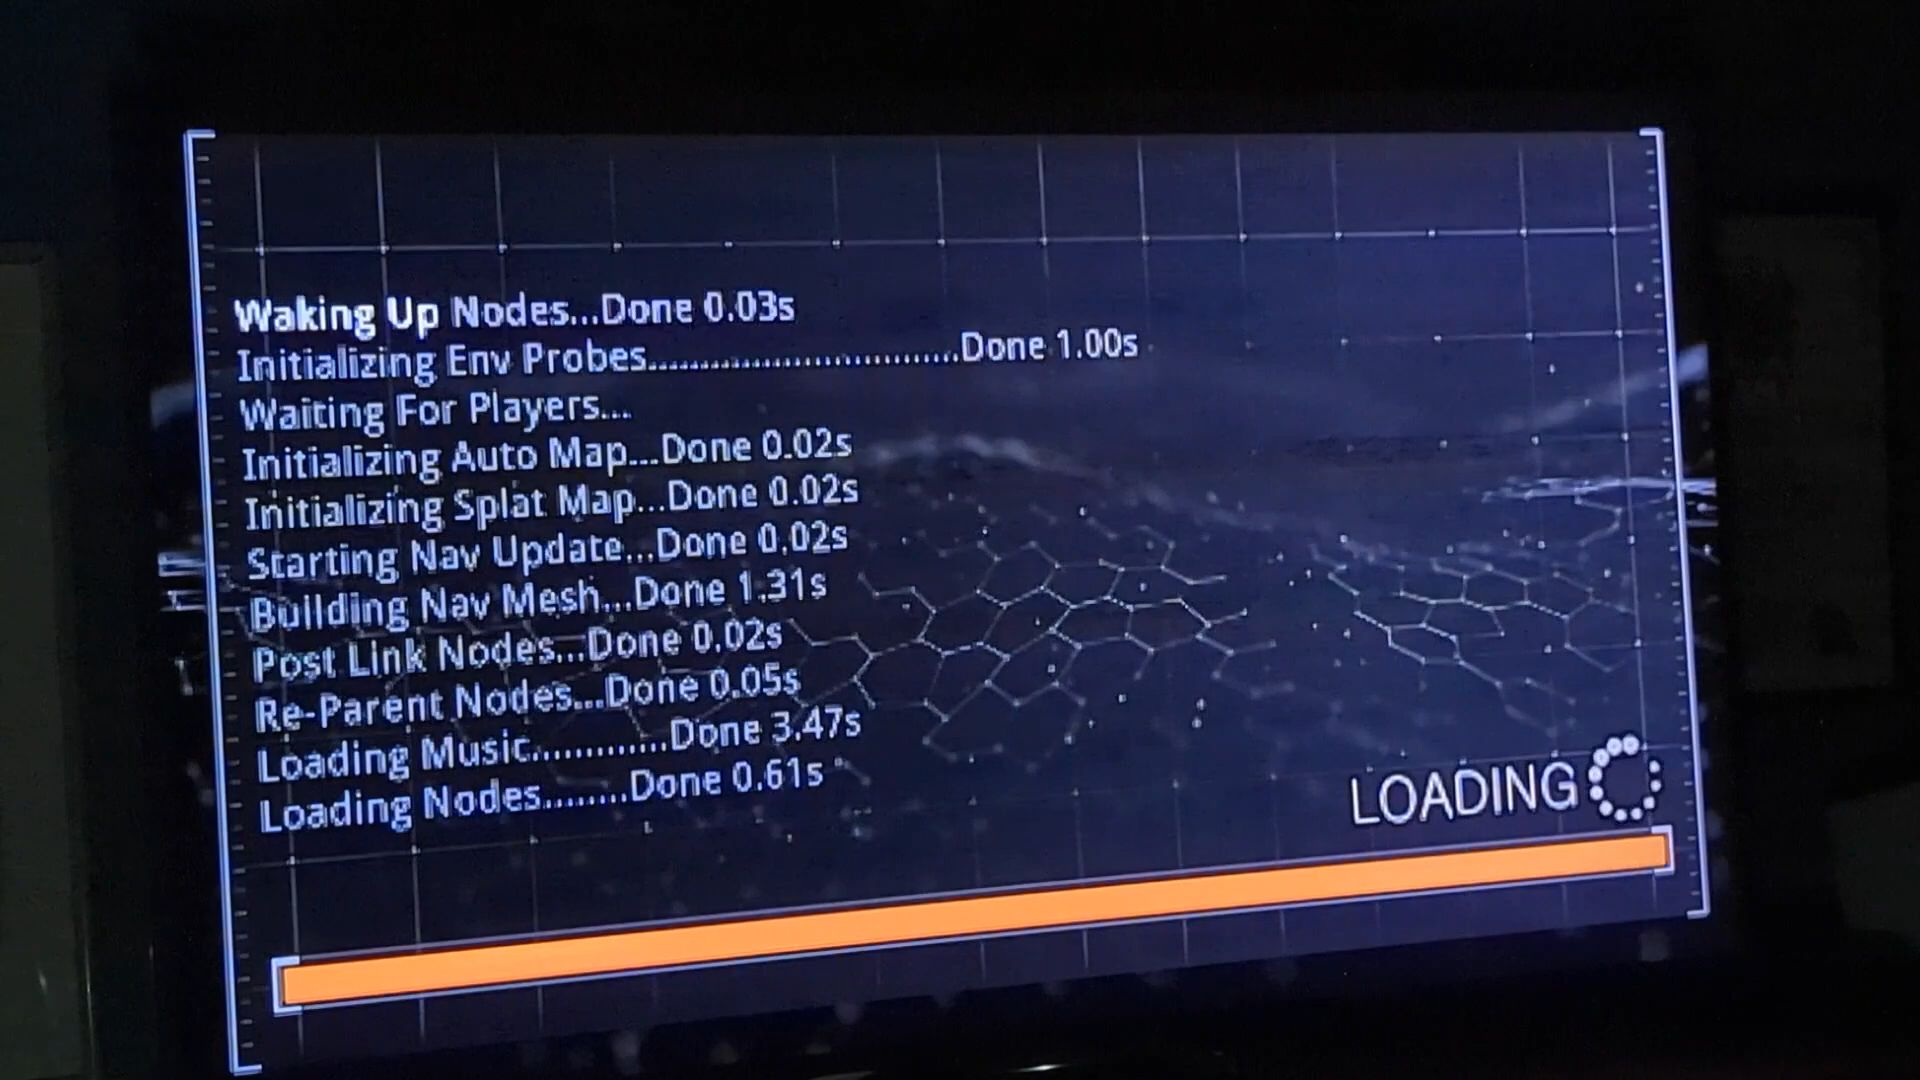 Waking Up Nodes...Done 0.03s
Initializing Env Probes..............................Done 1.00s
Waiting For Players...
Initializing Auto Map...Done 0.02s
Initializing Splat Map...Done 0.02s
Starting Nav Update...Done 0.02s
Building Nav Mesh...Done 1.31s
Post Link Nodes...Done 0.02s
Re-Parent Nodes...Done 0.05s
Loading Music.............Done 3.47s
Loading Nodes........Done 0.61s
LOADING